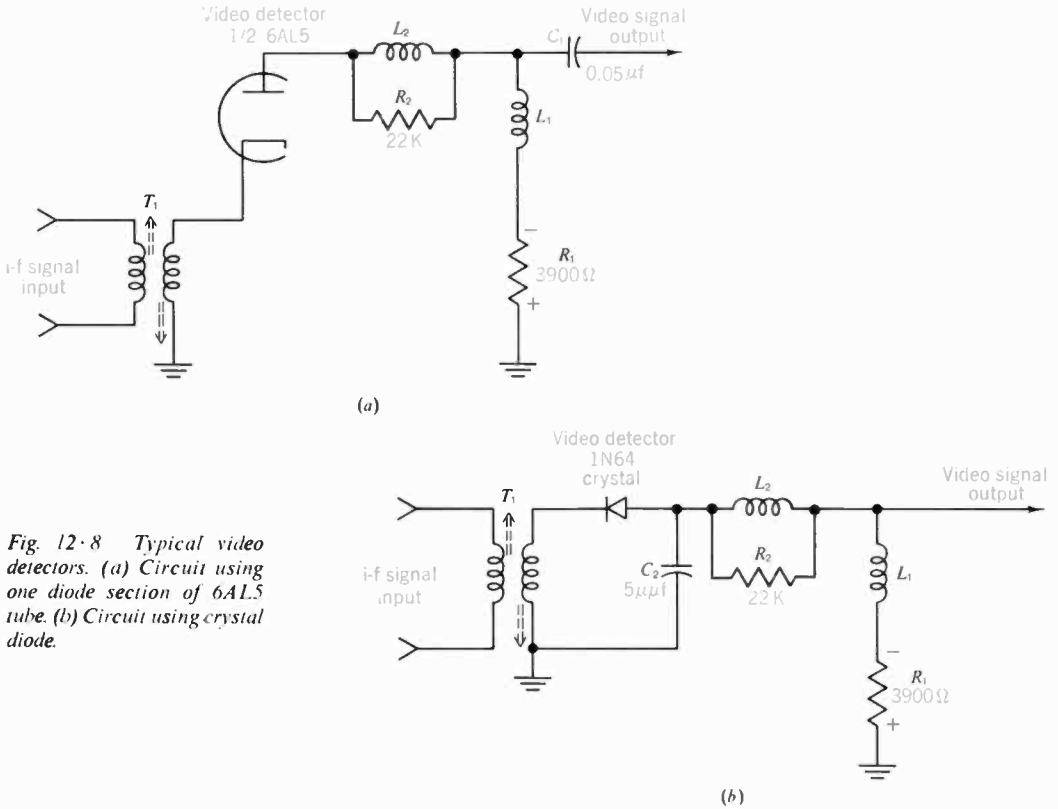 Video detector
1/2 6AL5
L₂
Video signal
output
C₁
0.05μf
R₂
22K
L₁
T₁
i-f signal
input
−
R₁
3900Ω
+
(a)
Video detector
1N64
crystal
L₂
Video signal
output
T₁
Fig. 12·8 Typical video
detectors. (a) Circuit using
one diode section of 6AL5
tube. (b) Circuit using crystal
diode.
i-f signal
input
C₂
5μμf
R₂
22K
L₁
−
R₁
3900Ω
+
(b)